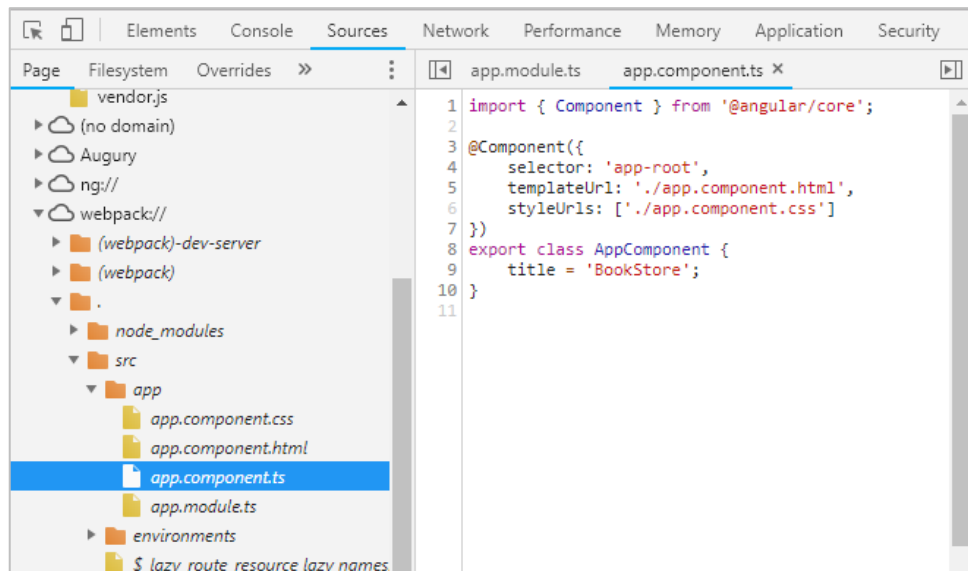 Elements Console Sources Network Performance Memory Application Security
Page Filesystem Overrides »
app.module.ts app.component.ts ×
vendor.js
(no domain)
Augury
ng://
webpack://
(webpack)-dev-server
(webpack)
.
node_modules
src
app
app.component.css
app.component.html
app.component.ts
app.module.ts
environments
$_lazy_route_resource lazy names
1 import { Component } from '@angular/core';
2
3 @Component({
4 selector: 'app-root',
5 templateUrl: './app.component.html',
6 styleUrls: ['./app.component.css']
7 })
8 export class AppComponent {
9 title = 'BookStore';
10 }
11